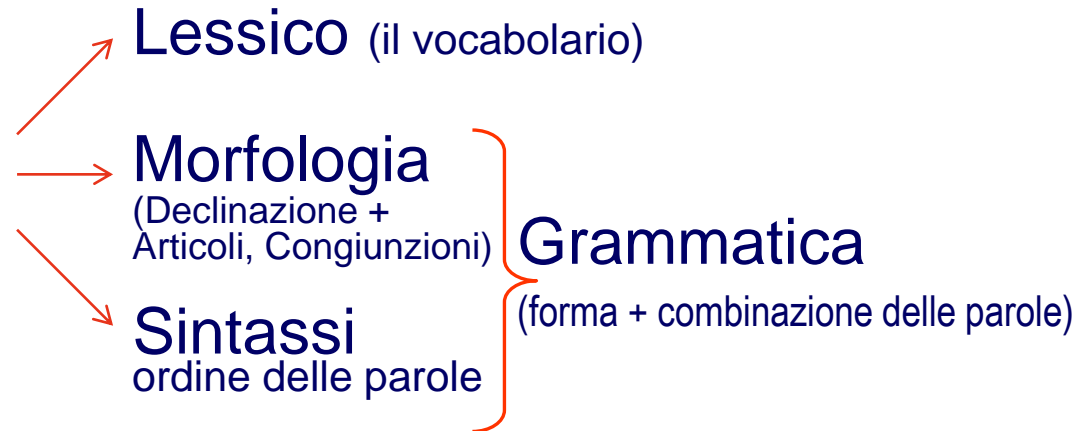 Lessico (il vocabolario)
Morfologia
(Declinazione +
Articoli, Congiunzioni)
Grammatica
(forma + combinazione delle parole)
Sintassi
ordine delle parole